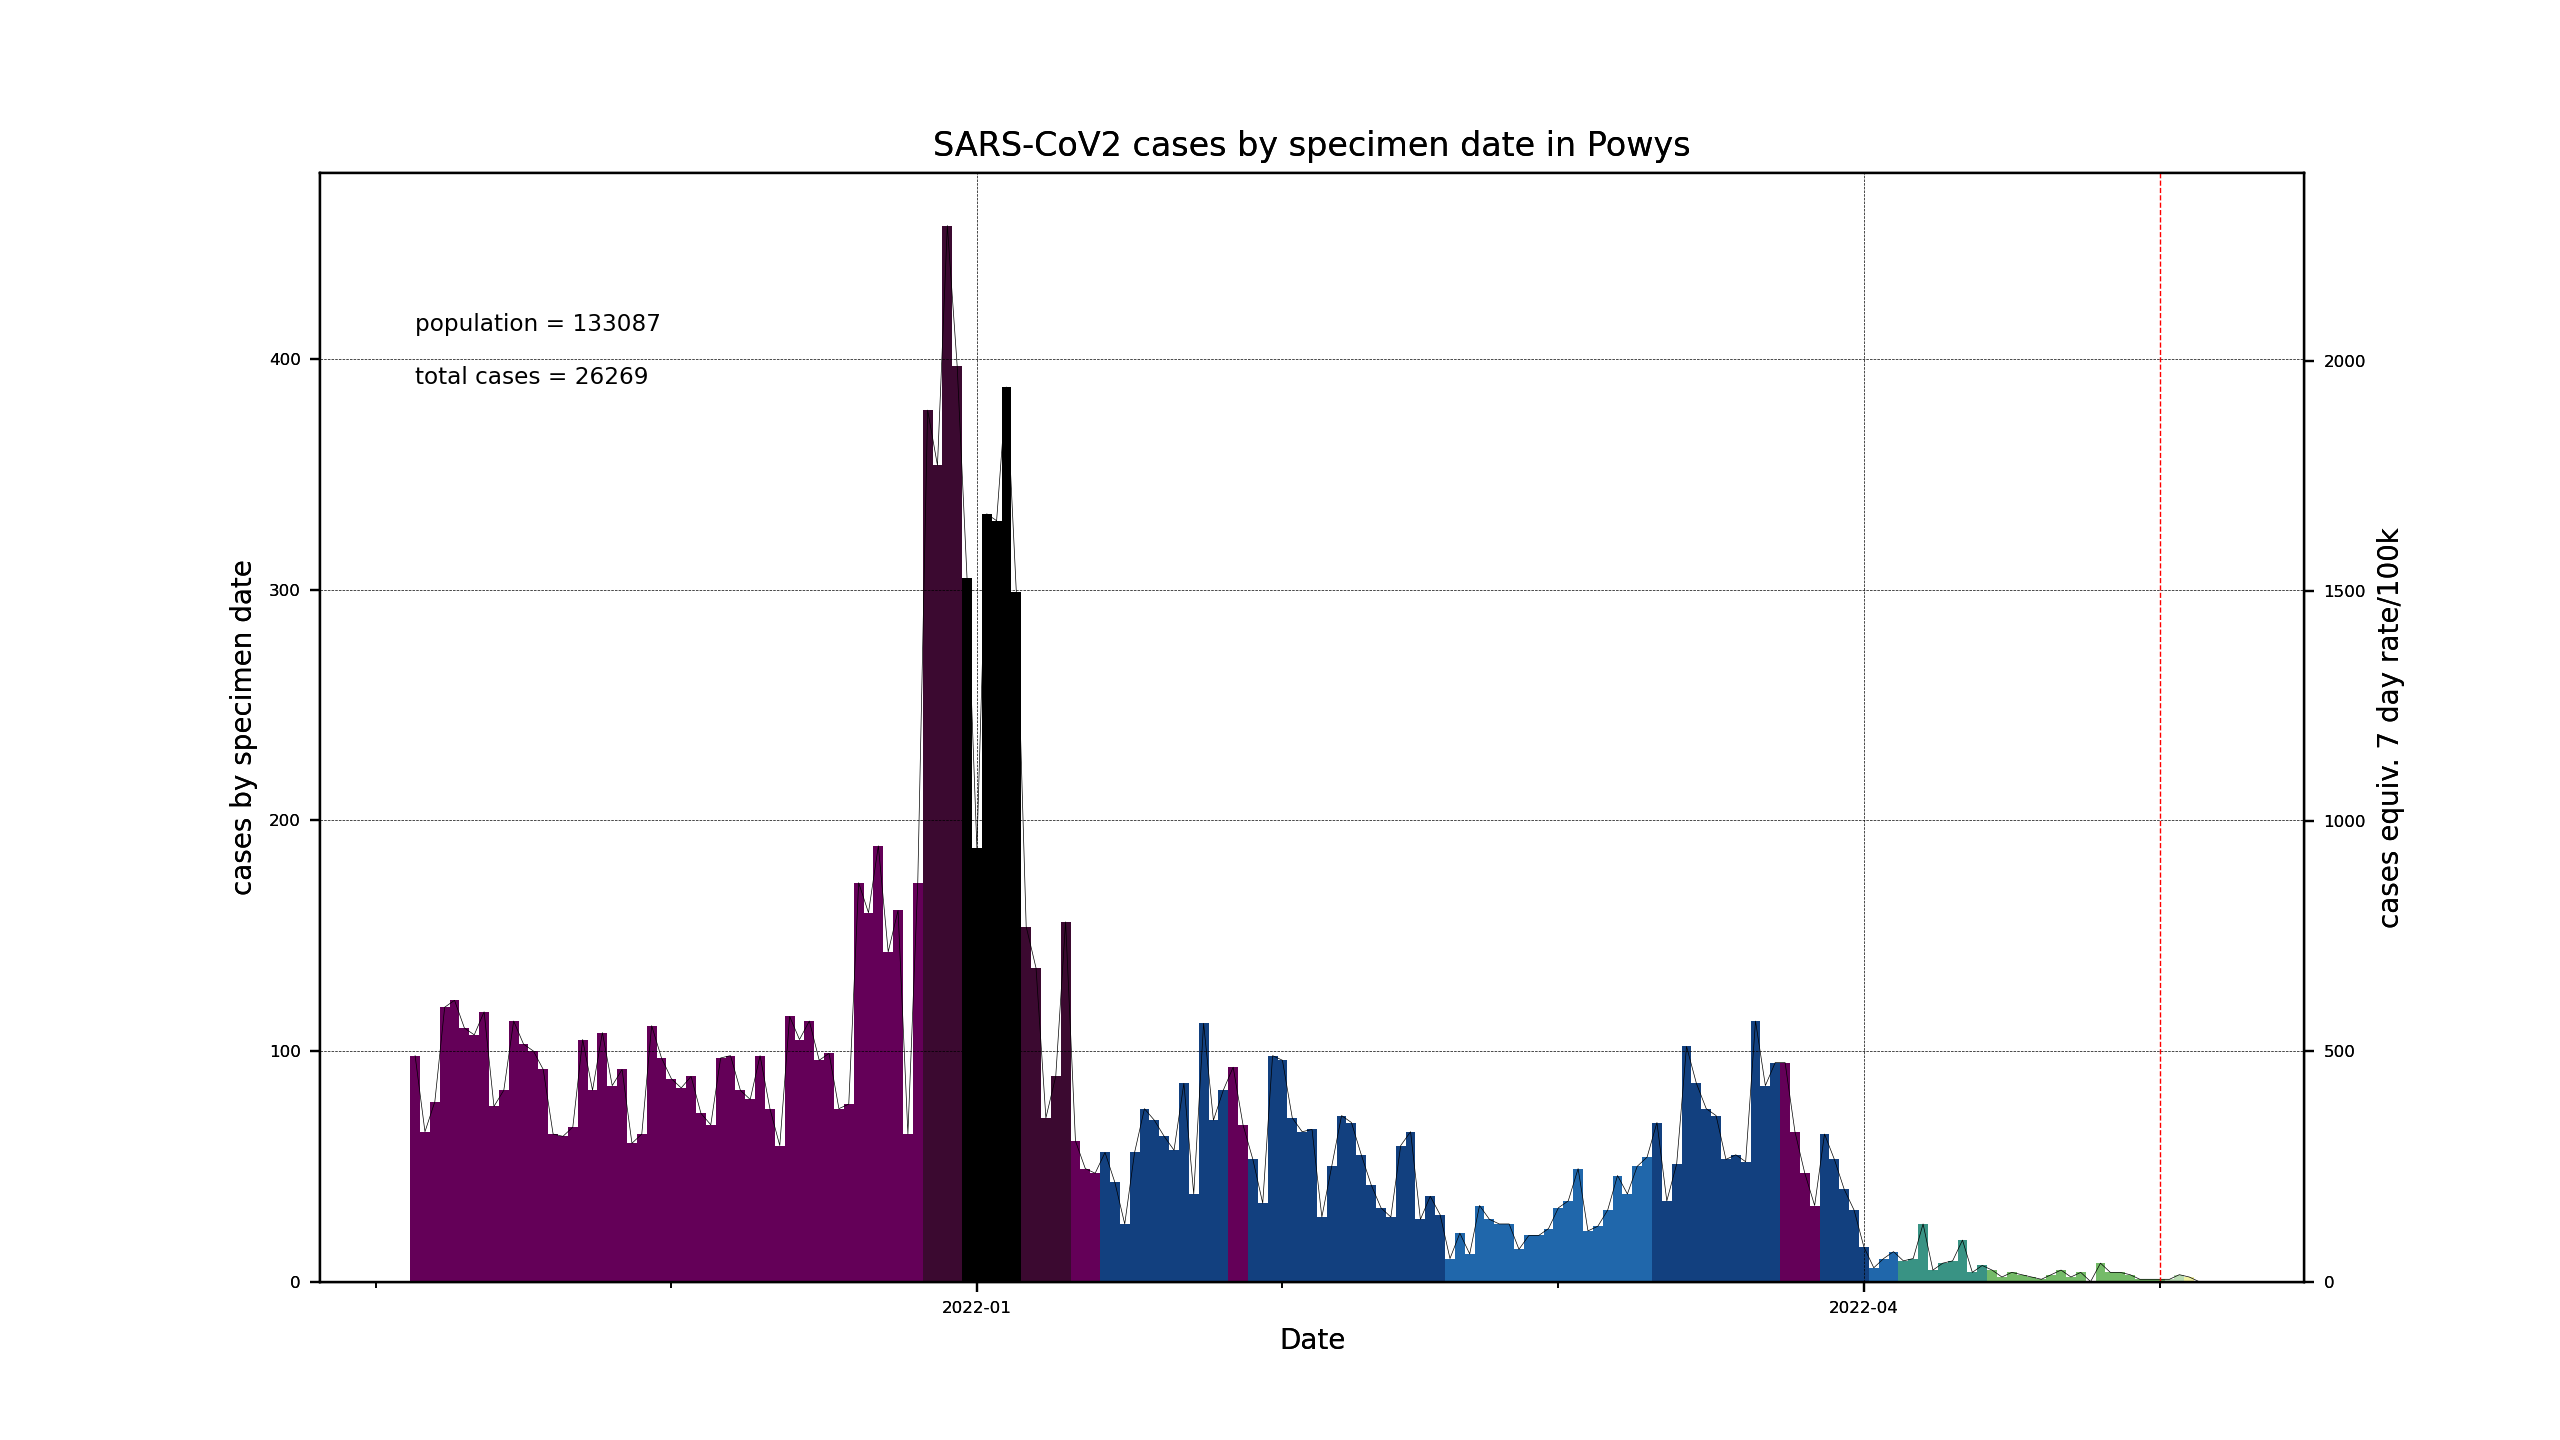 SARS-CoV2 cases by specimen date in Powys
population = 133087
total cases = 26269
cases by specimen date
400
300
200
100
0
2000
1500
1000
500
0
cases equiv. 7 day rate/100k
2022-01
2022-04
Date